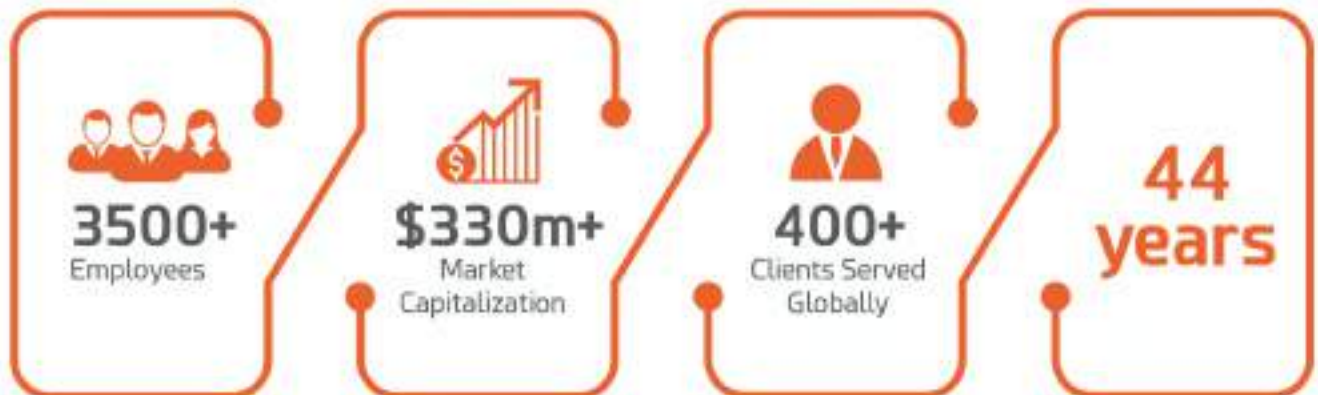 3500+
Employees
$330m+
Market
Capitalization
400+
Clients Served
Globally
44
years